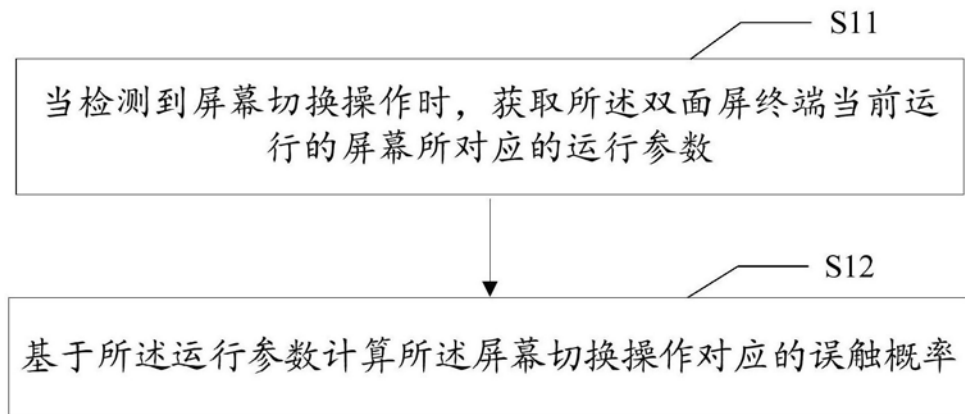 S11
当检测到屏幕切换操作时，获取所述双面屏终端当前运
行的屏幕所对应的运行参数
S12
基于所述运行参数计算所述屏幕切换操作对应的误触概率